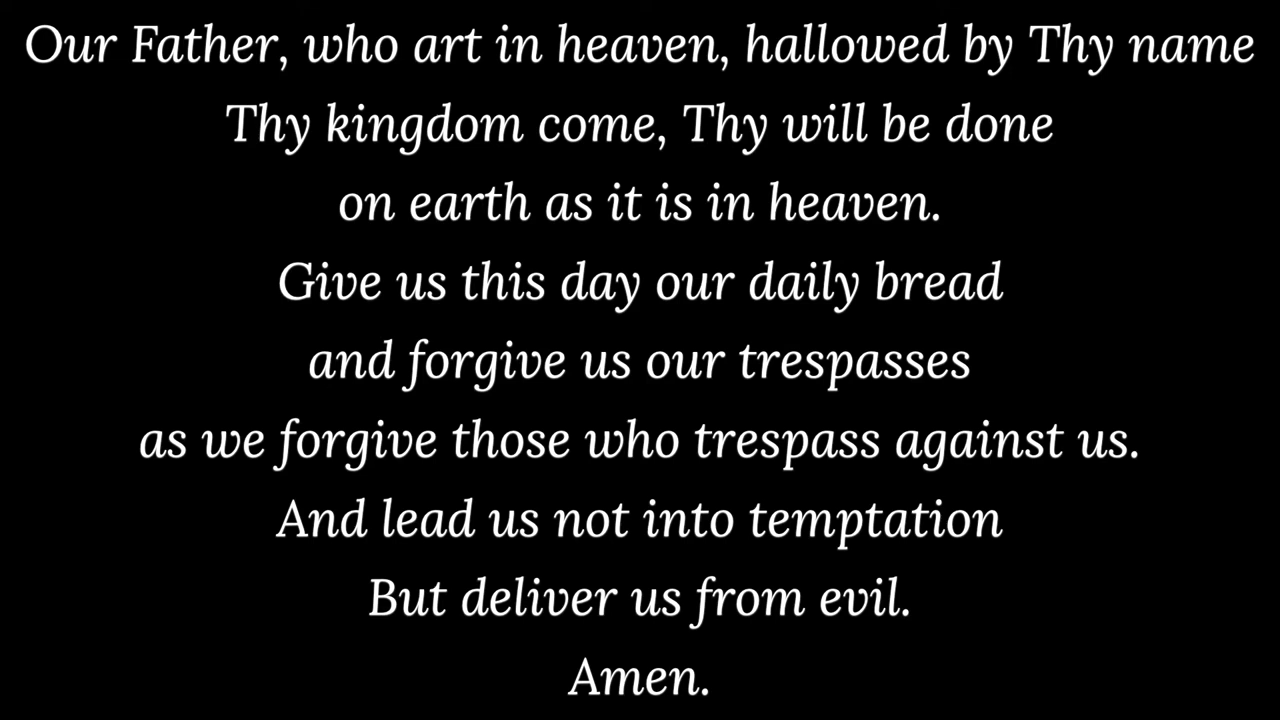 Our Father, who art in heaven, hallowed by Thy name
Thy kingdom come, Thy will be done
on earth as it is in heaven.
Give us this day our daily bread
and forgive us our trespasses
as we forgive those who trespass against us.
And lead us not into temptation
But deliver us from evil.
Amen.